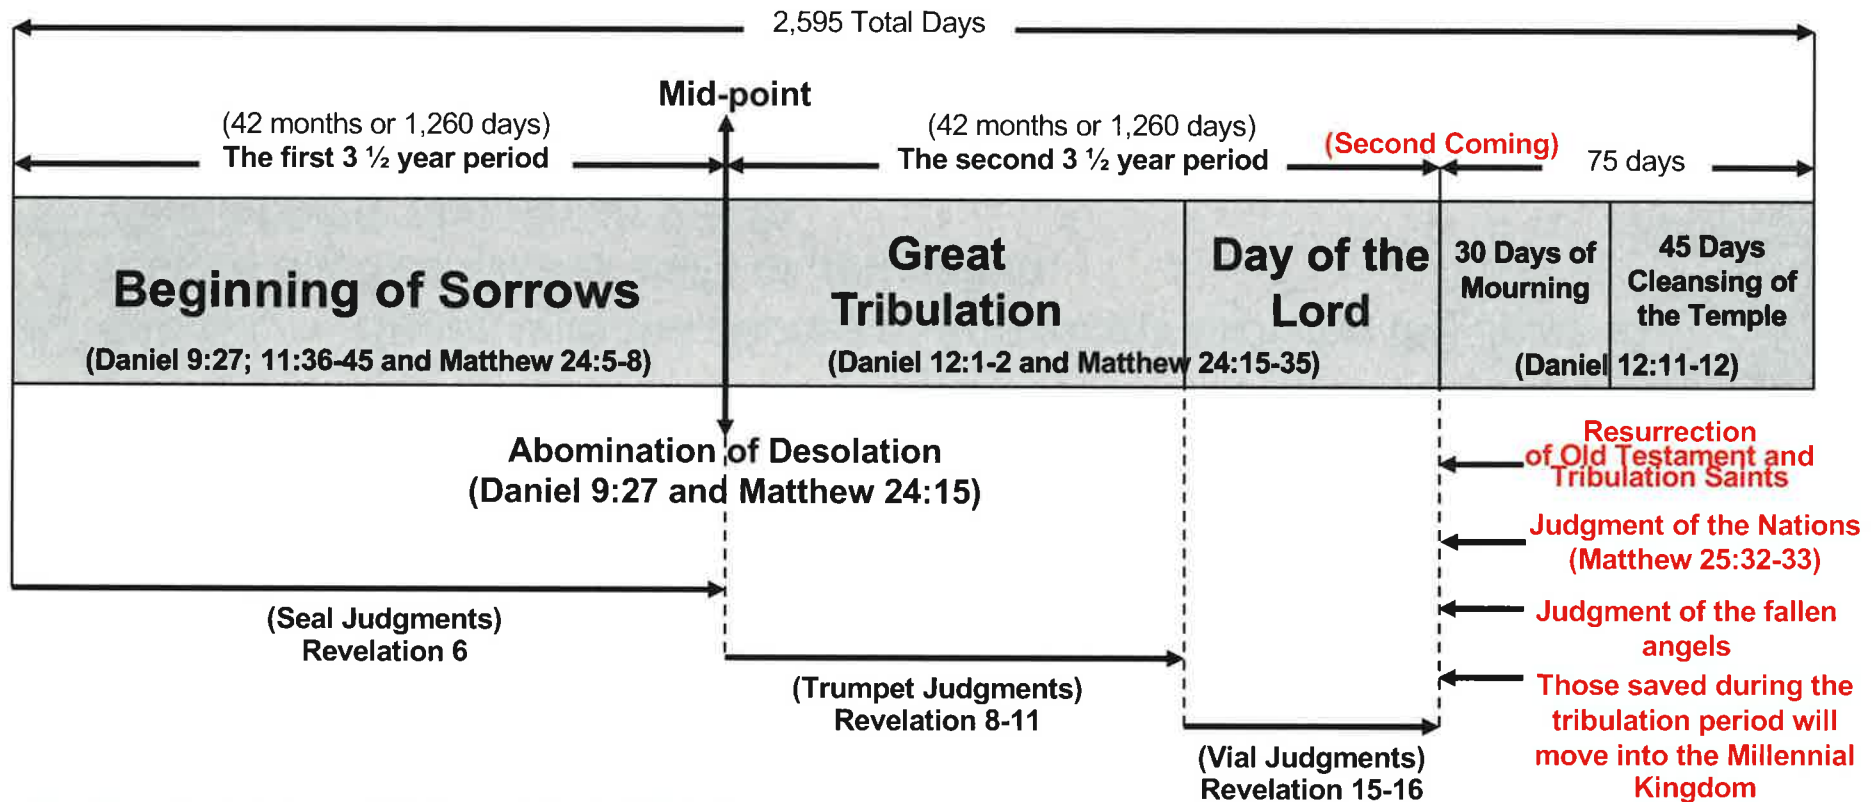 2,595 Total Days
Mid-point
(42 months or 1,260 days)
The first 3 ½ year period
(42 months or 1,260 days)
The second 3 ½ year period
(Second Coming)
75 days
Beginning of Sorrows
(Daniel 9:27; 11:36-45 and Matthew 24:5-8)
Great
Tribulation
Day of the
Lord
(Daniel 12:1-2 and Matthew 24:15-35)
30 Days of
Mourning
45 Days
Cleansing of
the Temple
(Daniel 12:11-12)
Abomination of Desolation
(Daniel 9:27 and Matthew 24:15)
Resurrection
of Old Testament and
Tribulation Saints
Judgment of the Nations
(Matthew 25:32-33)
Judgment of the fallen
angels
Those saved during the
tribulation period will
move into the Millennial
Kingdom
(Seal Judgments)
Revelation 6
(Trumpet Judgments)
Revelation 8-11
(Vial Judgments)
Revelation 15-16